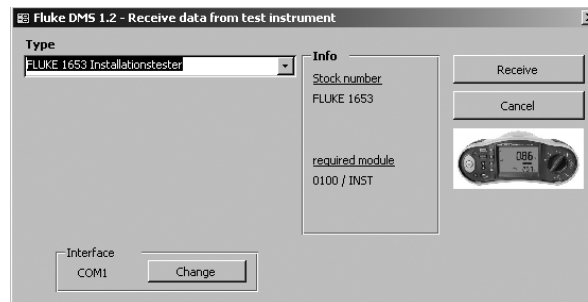 Fluke DMS 1.2 - Receive data from test instrument
Type
FLUKE 1653 Installationstester
Info
Stock number
FLUKE 1653
required module
0100 / INST
Receive
Cancel
086
Interface
COM1
Change